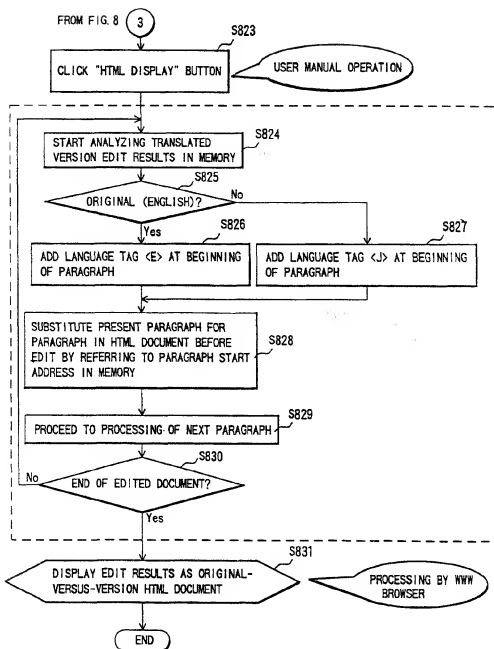 FROM FIG. 8
3
S823
CLICK "HTML DISPLAY" BUTTON
USER MANUAL OPERATION
S824
START ANALYZING TRANSLATED
VERSION EDIT RESULTS IN MEMORY
S825
ORIGINAL (ENGLISH)?
No
Yes
S826
ADD LANGUAGE TAG <E> AT BEGINNING
OF PARAGRAPH
S827
ADD LANGUAGE TAG <J> AT BEGINNING
OF PARAGRAPH
SUBSTITUTE PRESENT PARAGRAPH FOR
PARAGRAPH IN HTML DOCUMENT BEFORE
EDIT BY REFERRING TO PARAGRAPH START
ADDRESS IN MEMORY
S828
S829
PROCEED TO PROCESSING OF NEXT PARAGRAPH
S830
No
END OF EDITED DOCUMENT?
Yes
S831
DISPLAY EDIT RESULTS AS ORIGINAL-
VERSUS-VERSION HTML DOCUMENT
PROCESSING BY WWW
BROWSER
END